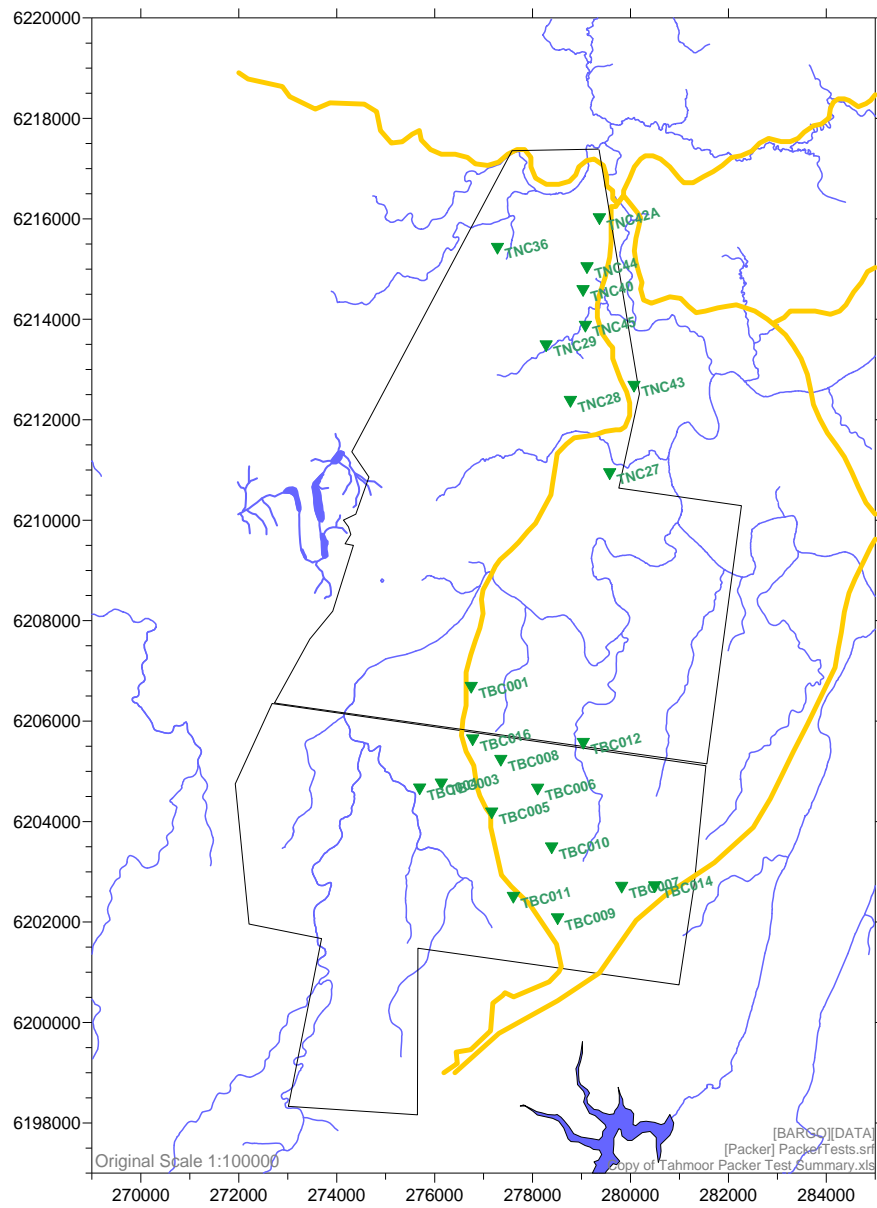 6220000
6218000
6216000
6214000
6212000
6210000
6208000
6206000
6204000
6202000
6200000
6198000
TNC42A
TNC36
TNC44
TNC40
TNC45
TNC29
TNC43
TNC28
TNC27
TBC001
TBC016
TBC012
TBC008
TBC004
TBC003
TBC006
TBC005
TBC010
TBC007
TBC014
TBC011
TBC009
[BARGO][DATA]
[Packer] PackerTests.srf
Copy of Tahmoor Packer Test Summary.xls
Original Scale 1:100000
270000 272000 274000 276000 278000 280000 282000 284000